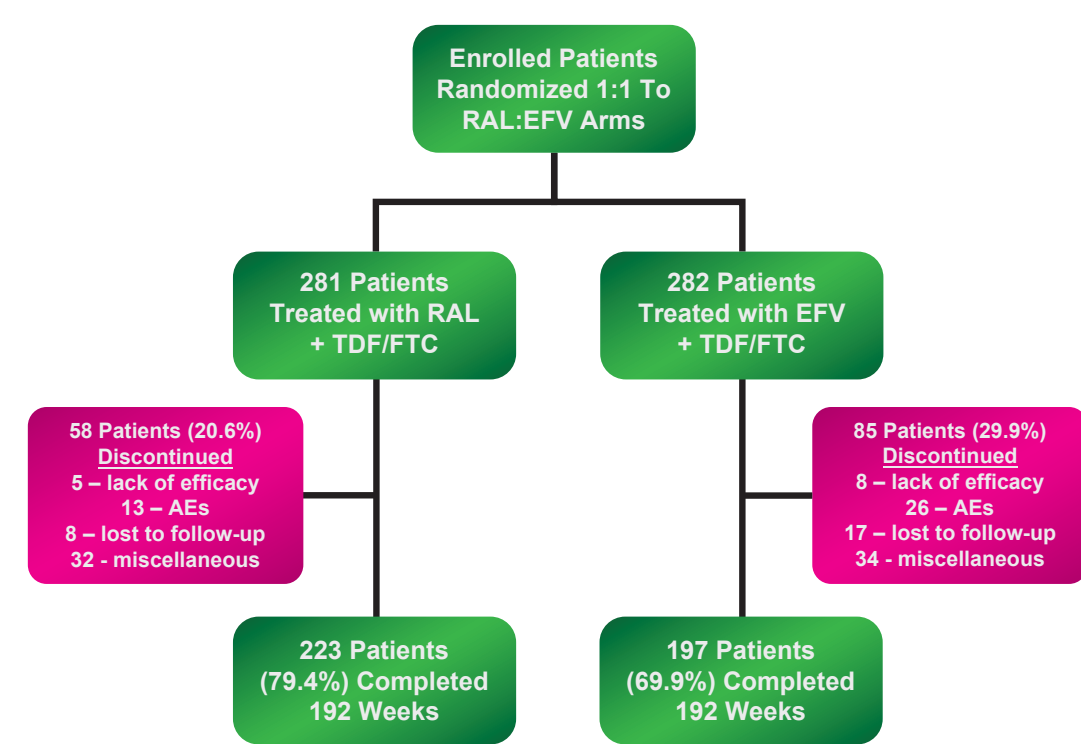 Enrolled Patients
Randomized 1:1 To
RAL:EFV Arms
281 Patients
Treated with RAL
+ TDF/FTC
282 Patients
Treated with EFV
+ TDF/FTC
58 Patients (20.6%)
Discontinued
5 – lack of efficacy
13 – AEs
8 – lost to follow-up
32 - miscellaneous
85 Patients (29.9%)
Discontinued
8 – lack of efficacy
26 – AEs
17 – lost to follow-up
34 - miscellaneous
223 Patients
(79.4%) Completed
192 Weeks
197 Patients
(69.9%) Completed
192 Weeks